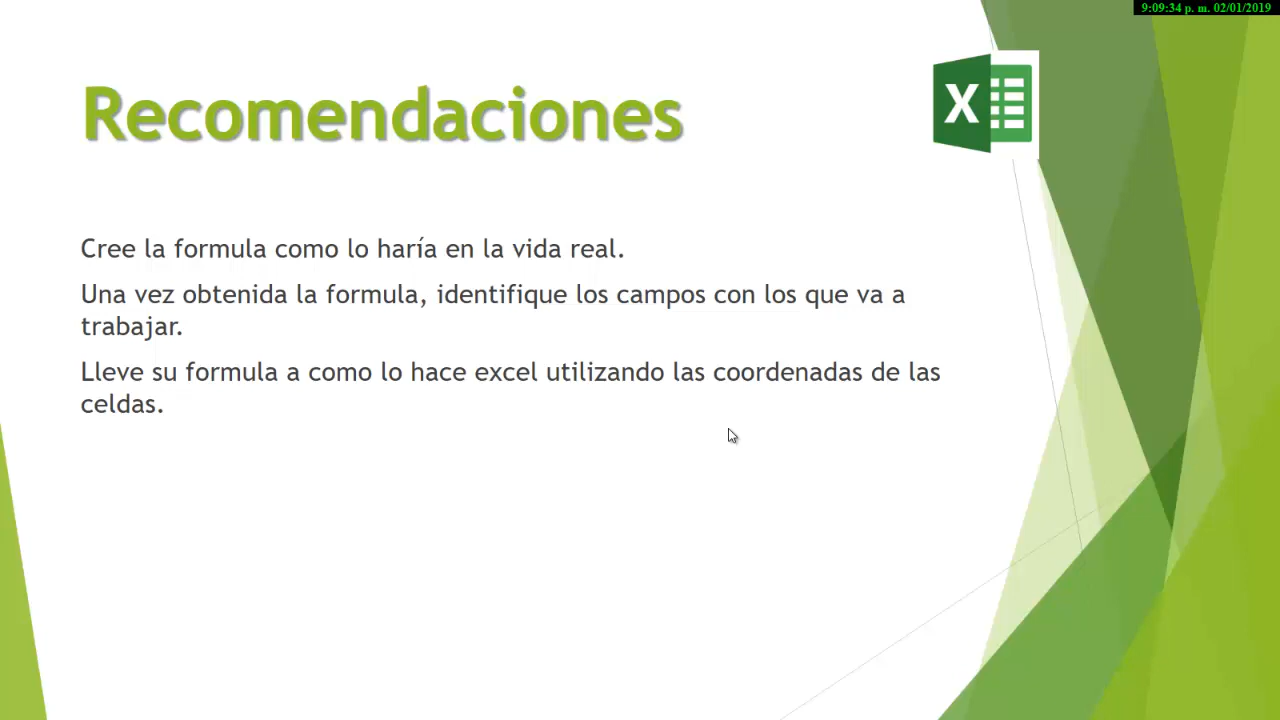 9:09:34 p. m. 02/01/2019
X
Recomendaciones
Cree la formula como lo haría en la vida real.
Una vez obtenida la formula, identifique los campos con los que va a
trabajar.
Lleve su formula a como lo hace excel utilizando las coordenadas de las
celdas.